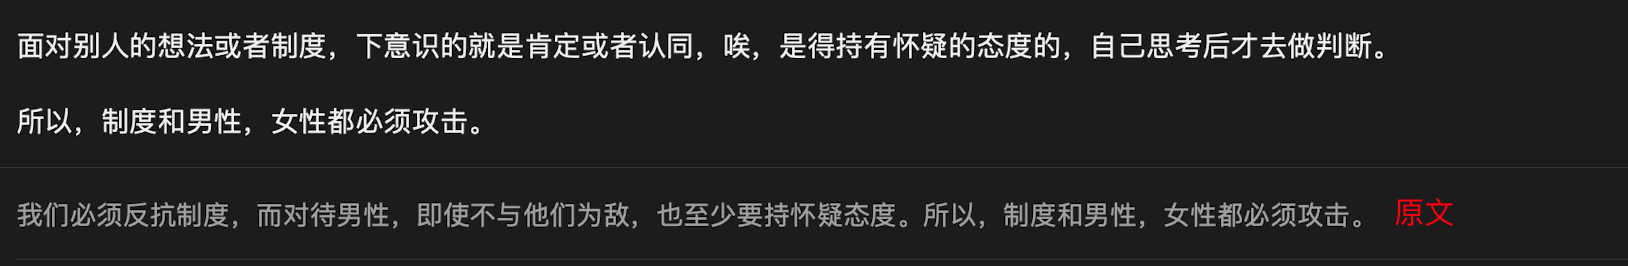 面对别人的想法或者制度，下意识的就是肯定或者认同，唉，是得持有怀疑的态度的，自己思考后才去做判断。
所以，制度和男性，女性都必须攻击。
我们必须反抗制度，而对待男性，即使不与他们为敌，也至少要持怀疑态度。所以，制度和男性，女性都必须攻击。 原文